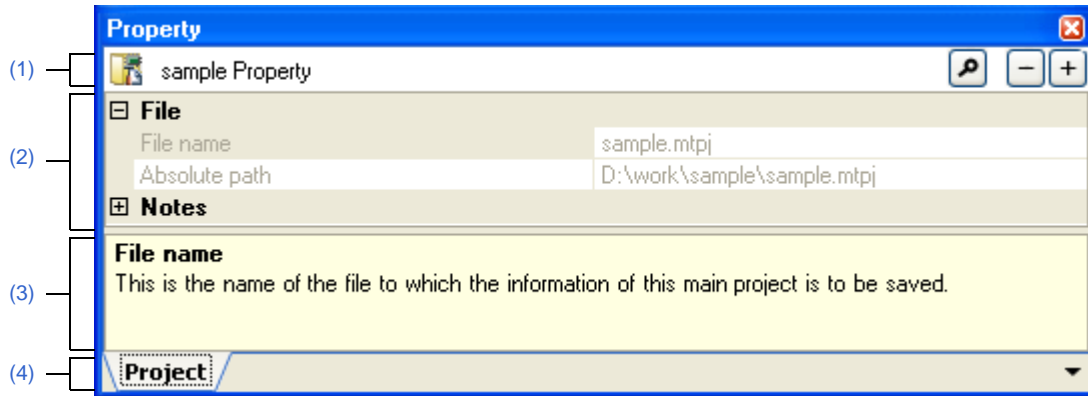 Property
(1) sample Property
(2) File
File name sample.mtpj
Absolute path D:\work\sample\sample.mtpj
Notes
(3) File name
This is the name of the file to which the information of this main project is to be saved.
(4) Project